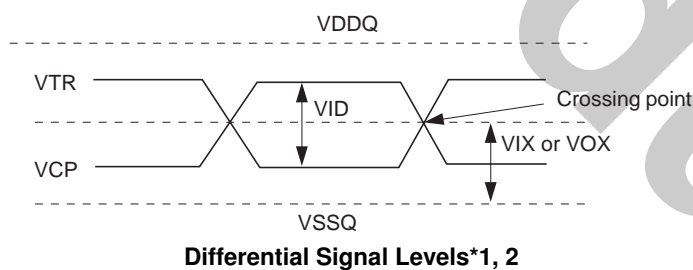 VDDQ
VTR
Crossing point
VID
VIX or VOX
VCP
VSSQ
Differential Signal Levels*1, 2